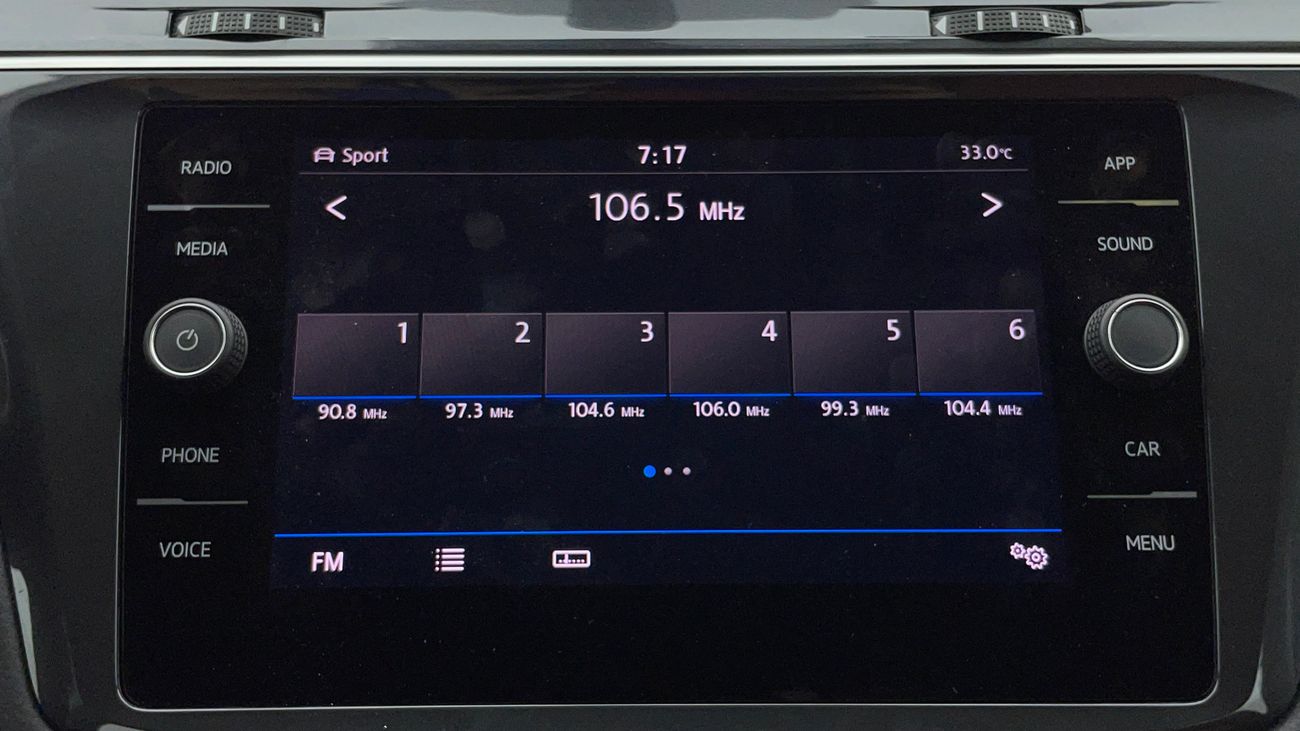 RADIO
MEDIA
PHONE
VOICE
Sport 7:17 33.0°C
< 106.5 MHz >
1 2 3 4 5 6
90.8 MHz 97.3 MHz 104.6 MHz 106.0 MHz 99.3 MHz 104.4 MHz
FM
APP
SOUND
CAR
MENU